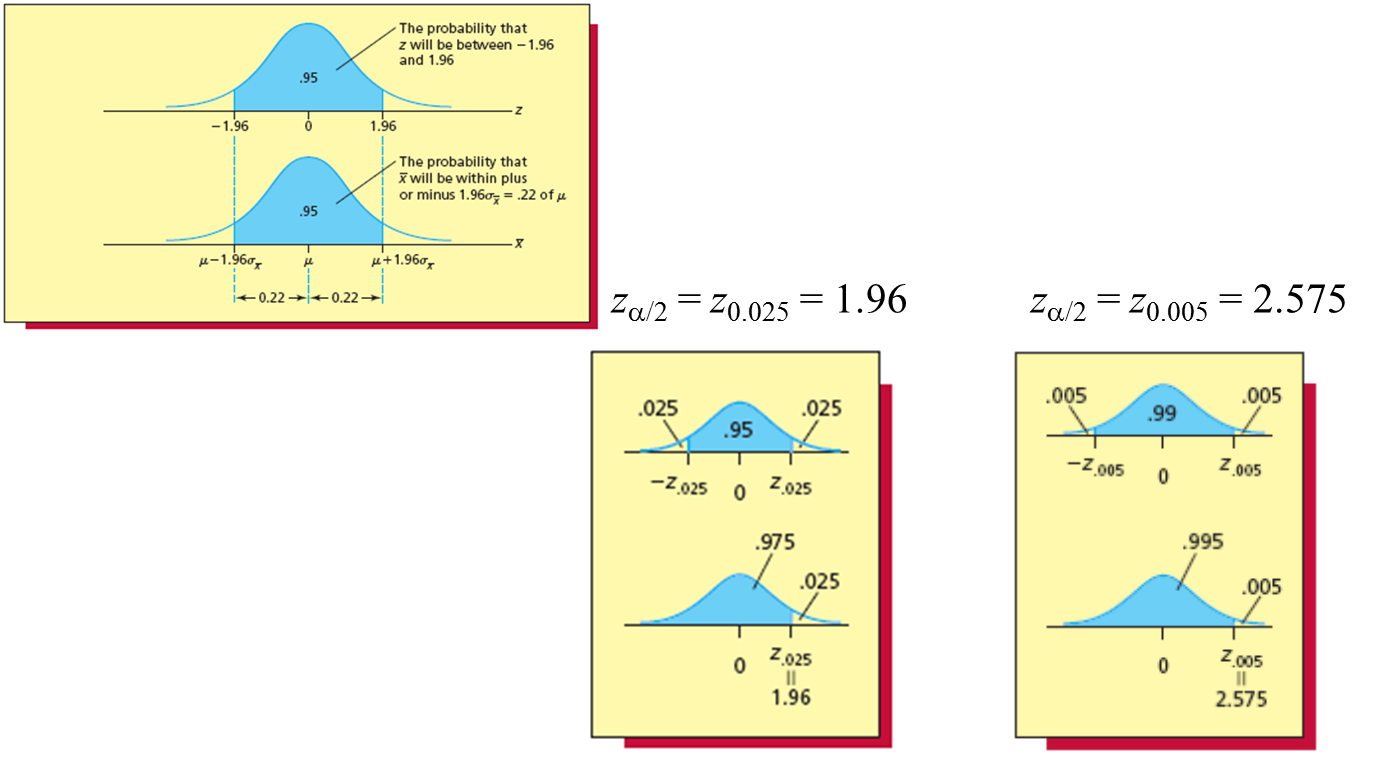 The probability that
z will be between −1.96
and 1.96
.95
z
−1.96 0 1.96
The probability that
x̄ will be within plus
or minus 1.96σx̄ = .22 of μ
.95
x̄
μ−1.96σx̄ μ μ+1.96σx̄
0.22 0.22
zα/2 = z0.025 = 1.96
.025 .025
.95
−z.025 0 z.025
.975
.025
0 z.025
=
1.96
zα/2 = z0.005 = 2.575
.005 .005
.99
−z.005 0 z.005
.995
.005
0 z.005
=
2.575